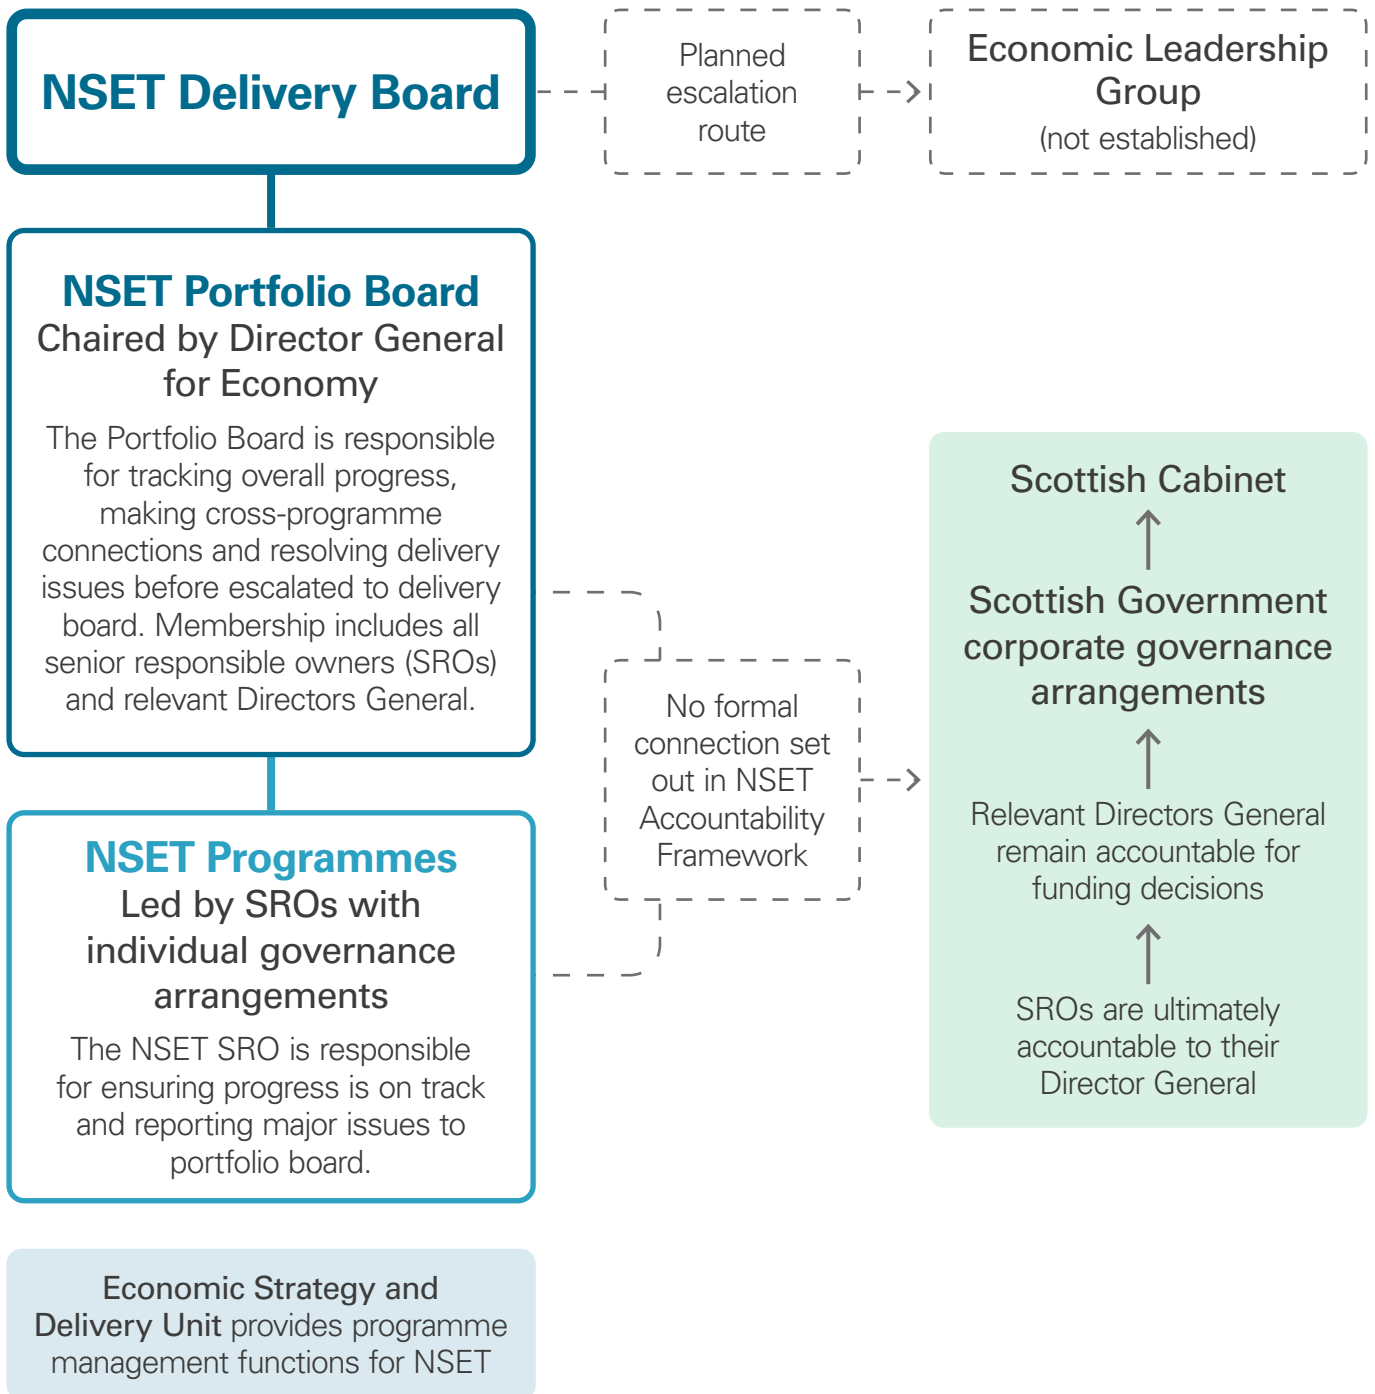 NSET Delivery Board
Planned
escalation
route
Economic Leadership
Group
(not established)
NSET Portfolio Board
Chaired by Director General
for Economy
The Portfolio Board is responsible
for tracking overall progress,
making cross-programme
connections and resolving delivery
issues before escalated to delivery
board. Membership includes all
senior responsible owners (SROs)
and relevant Directors General.
NSET Programmes
Led by SROs with
individual governance
arrangements
The NSET SRO is responsible
for ensuring progress is on track
and reporting major issues to
portfolio board.
Economic Strategy and
Delivery Unit provides programme
management functions for NSET
No formal
connection set
out in NSET
Accountability
Framework
Scottish Cabinet
Scottish Government
corporate governance
arrangements
Relevant Directors General
remain accountable for
funding decisions
SROs are ultimately
accountable to their
Director General